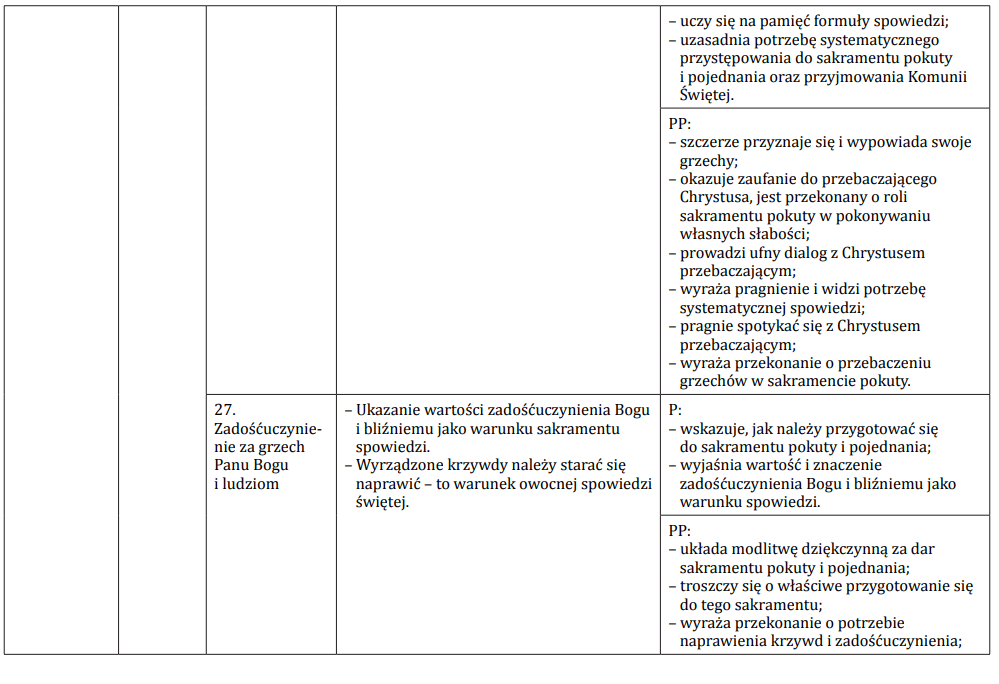 – uczy się na pamięć formuły spowiedzi;
– uzasadnia potrzebę systematycznego
przystępowania do sakramentu pokuty
i pojednania oraz przyjmowania Komunii
Świętej.
PP:
– szczerze przyznaje się i wypowiada swoje
grzechy;
– okazuje zaufanie do przebaczającego
Chrystusa, jest przekonany o roli
sakramentu pokuty w pokonywaniu
własnych słabości;
– prowadzi ufny dialog z Chrystusem
przebaczającym;
– wyraża pragnienie i widzi potrzebę
systematycznej spowiedzi;
– pragnie spotykać się z Chrystusem
przebaczającym;
– wyraża przekonanie o przebaczeniu
grzechów w sakramencie pokuty.
27.
Zadośćuczynie-
nie za grzech
Panu Bogu
i ludziom
– Ukazanie wartości zadośćuczynienia Bogu
i bliźniemu jako warunku sakramentu
spowiedzi.
– Wyrządzone krzywdy należy starać się
naprawić – to warunek owocnej spowiedzi
świętej.
P:
– wskazuje, jak należy przygotować się
do sakramentu pokuty i pojednania;
– wyjaśnia wartość i znaczenie
zadośćuczynienia Bogu i bliźniemu jako
warunku spowiedzi.
PP:
– układa modlitwę dziękczynną za dar
sakramentu pokuty i pojednania;
– troszczy się o właściwe przygotowanie się
do tego sakramentu;
– wyraża przekonanie o potrzebie
naprawienia krzywd i zadośćuczynienia;